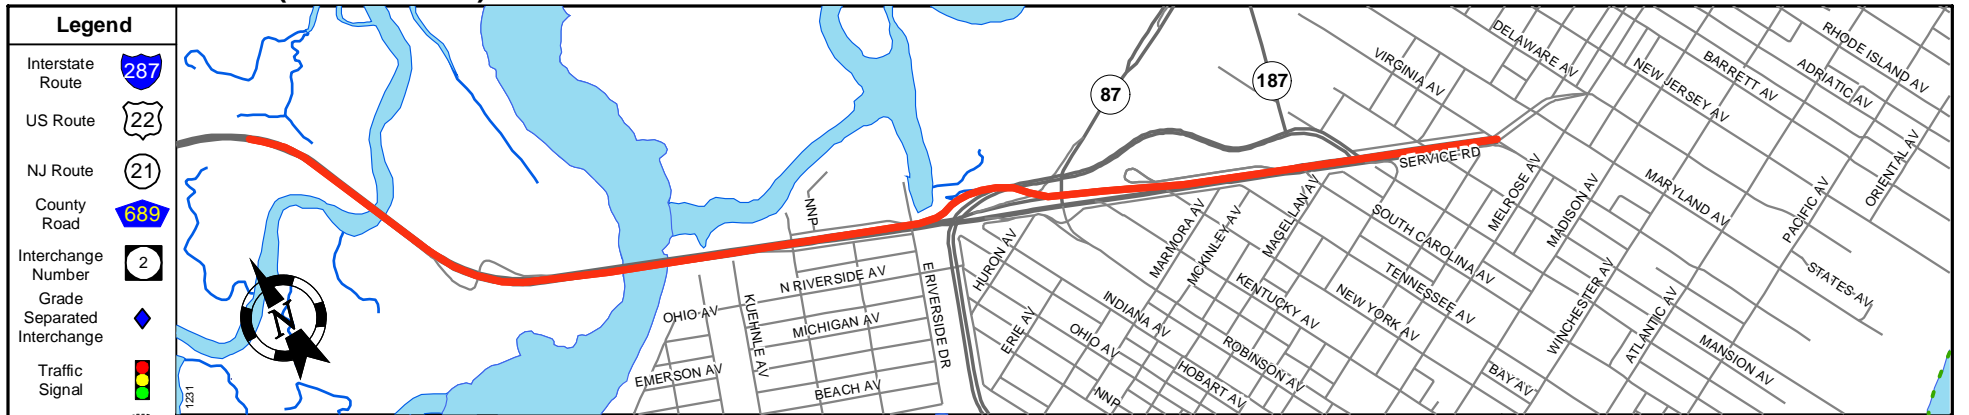 Legend
Interstate
Route
287
US Route
22
NJ Route
21
County
Road
689
Interchange
Number
2
Grade
Separated
Interchange
Traffic
Signal
1231
N
NNP
87
187
VIRGINIA AV
DELAWARE AV
NEW JERSEY AV
BARRETT AV
ADRIATIC AV
RHODE ISLAND AV
ORIENTAL AV
PACIFIC AV
STATES AV
MARYLAND AV
MADISON AV
MELROSE AV
SERVICE RD
SOUTH CAROLINA AV
MAGELLAN AV
MCKINLEY AV
MARMORA AV
HURON AV
TENNESSEE AV
NEW YORK AV
KENTUCKY AV
INDIANA AV
OHIO AV
ERIE AV
ROBINSON AV
HOBART AV
NNP
BAY AV
WINCHESTER AV
ATLANTIC AV
MANSION AV
N RIVERSIDE AV
E RIVERSIDE DR
KUEHNLE AV
OHIO AV
MICHIGAN AV
EMERSON AV
BEACH AV